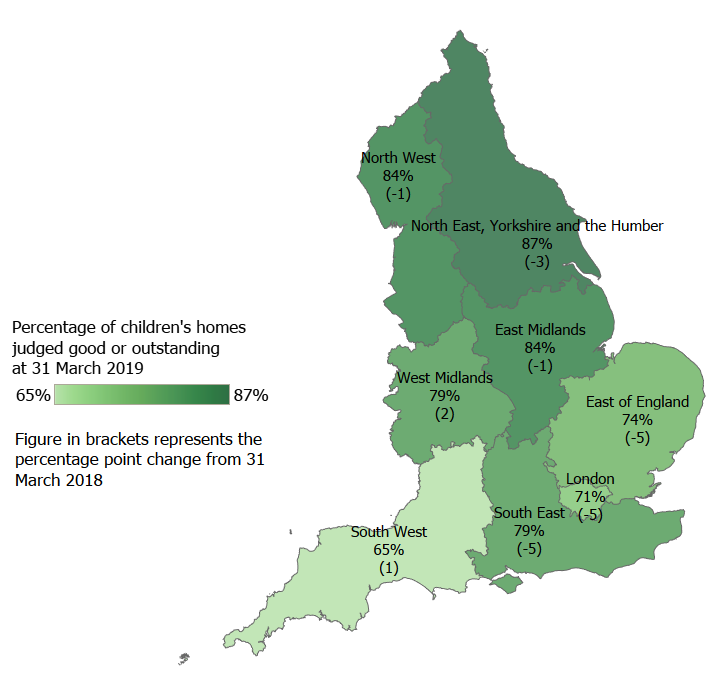 North West
84%
(-1)
North East, Yorkshire and the Humber
87%
(-3)
Percentage of children's homes
judged good or outstanding
at 31 March 2019
65% 87%
Figure in brackets represents the
percentage point change from 31
March 2018
East Midlands
84%
(-1)
West Midlands
79%
(2)
East of England
74%
(-5)
London
71%
(-5)
South East
79%
(-5)
South West
65%
(1)